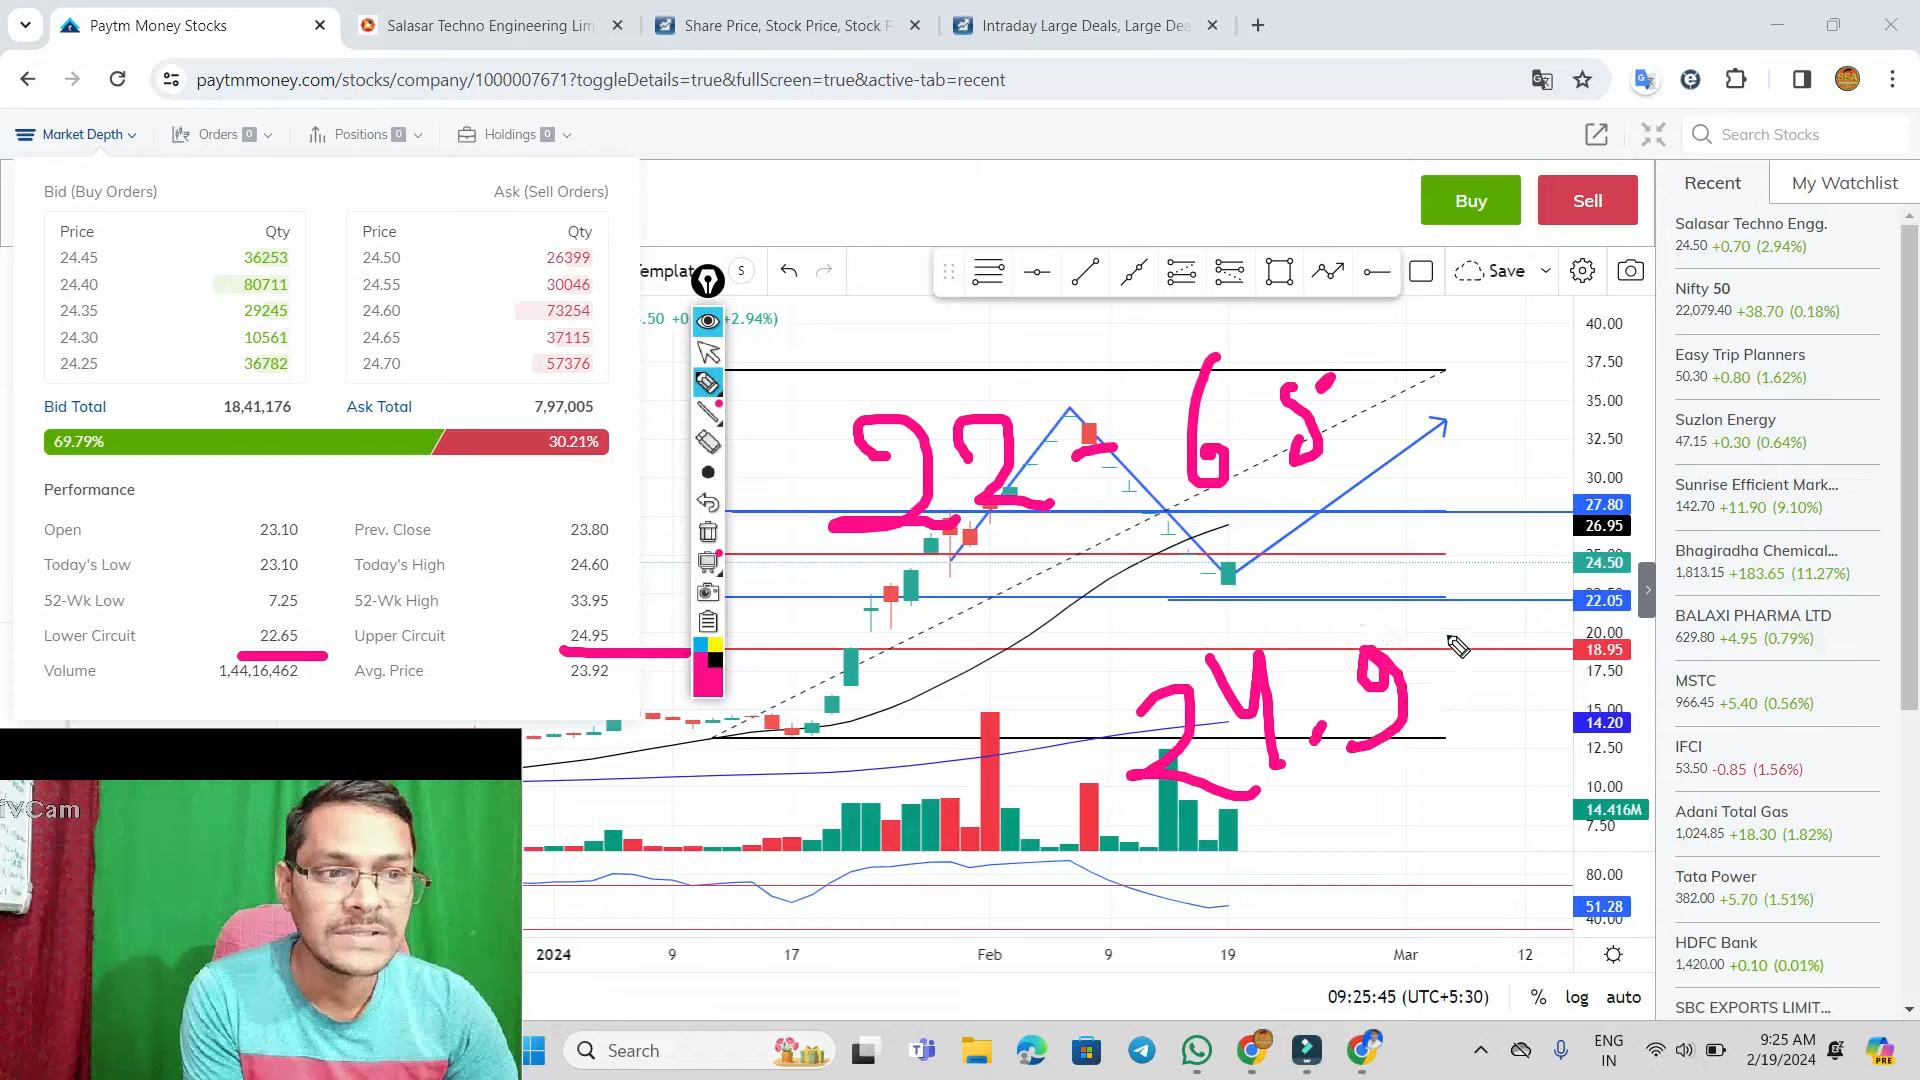 Paytm Money Stocks
Salasar Techno Engineering Lim
Share Price, Stock Price, Stock P
Intraday Large Deals, Large Dea
paytmmoney.com/stocks/company/1000007671?toggleDetails=true&fullScreen=true&active-tab=recent
Market Depth
Orders 0
Positions 0
Holdings 0
Search Stocks
Bid (Buy Orders) Ask (Sell Orders)
Price Qty Price Qty
24.45 36253 24.50 26399
24.40 80711 24.55 30046
24.35 29245 24.60 73254
24.30 10561 24.65 37115
24.25 36782 24.70 57376
Bid Total 18,41,176 Ask Total 7,97,005
69.79% 30.21%
Performance
Open 23.10 Prev. Close 23.80
Today's Low 23.10 Today's High 24.60
52-Wk Low 7.25 52-Wk High 33.95
Lower Circuit 22.65 Upper Circuit 24.95
Volume 1,44,16,462 Avg. Price 23.92
Buy Sell
S
Save
+2.94%)
22-65
24.9
40.00
37.50
35.00
32.50
30.00
27.80
26.95
24.50
22.05
20.00
18.95
17.50
15.00
14.20
12.50
10.00
14.416M
7.50
80.00
51.28
40.00
2024 9 17 Feb 9 19 Mar 12
09:25:45 (UTC+5:30) % log auto
Recent My Watchlist
Salasar Techno Engg.
24.50 +0.70 (2.94%)
Nifty 50
22,079.40 +38.70 (0.18%)
Easy Trip Planners
50.30 +0.80 (1.62%)
Suzlon Energy
47.15 +0.30 (0.64%)
Sunrise Efficient Mark...
142.70 +11.90 (9.10%)
Bhagiradha Chemical...
1,813.15 +183.65 (11.27%)
BALAXI PHARMA LTD
629.80 +4.95 (0.79%)
MSTC
966.45 +5.40 (0.56%)
IFCI
53.50 -0.85 (1.56%)
Adani Total Gas
1,024.85 +18.30 (1.82%)
Tata Power
382.00 +5.70 (1.51%)
HDFC Bank
1,420.00 +0.10 (0.01%)
SBC EXPORTS LIMIT...
Search
ENG
IN
9:25 AM
2/19/2024
PRE